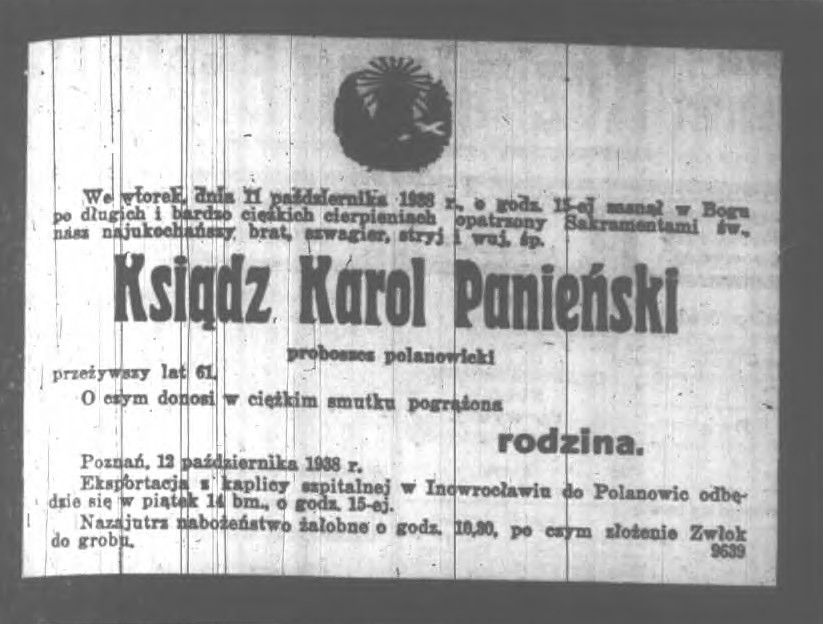 We wtorek, dnia 11 października 1938 r., o godz. 15-ej zasnął w Bogu
po długich i bardzo ciężkich cierpieniach opatrzony Sakramentami św.,
nasz najukochańszy brat, szwagier, stryj i wuj, śp.
Ksiądz Karol Panieński
proboszcz polanowicki
przeżywszy lat 61.
O czym donosi w ciężkim smutku pogrążona
rodzina.
Poznań, 12 października 1938 r.
Eksportacja z kaplicy szpitalnej w Inowrocławiu do Polanowic odbę-
dzie się w piątek 14 bm., o godz. 15-ej.
Nazajutrz nabożeństwo żałobne o godz. 10,30, po czym złożenie Zwłok
do grobu.
9639